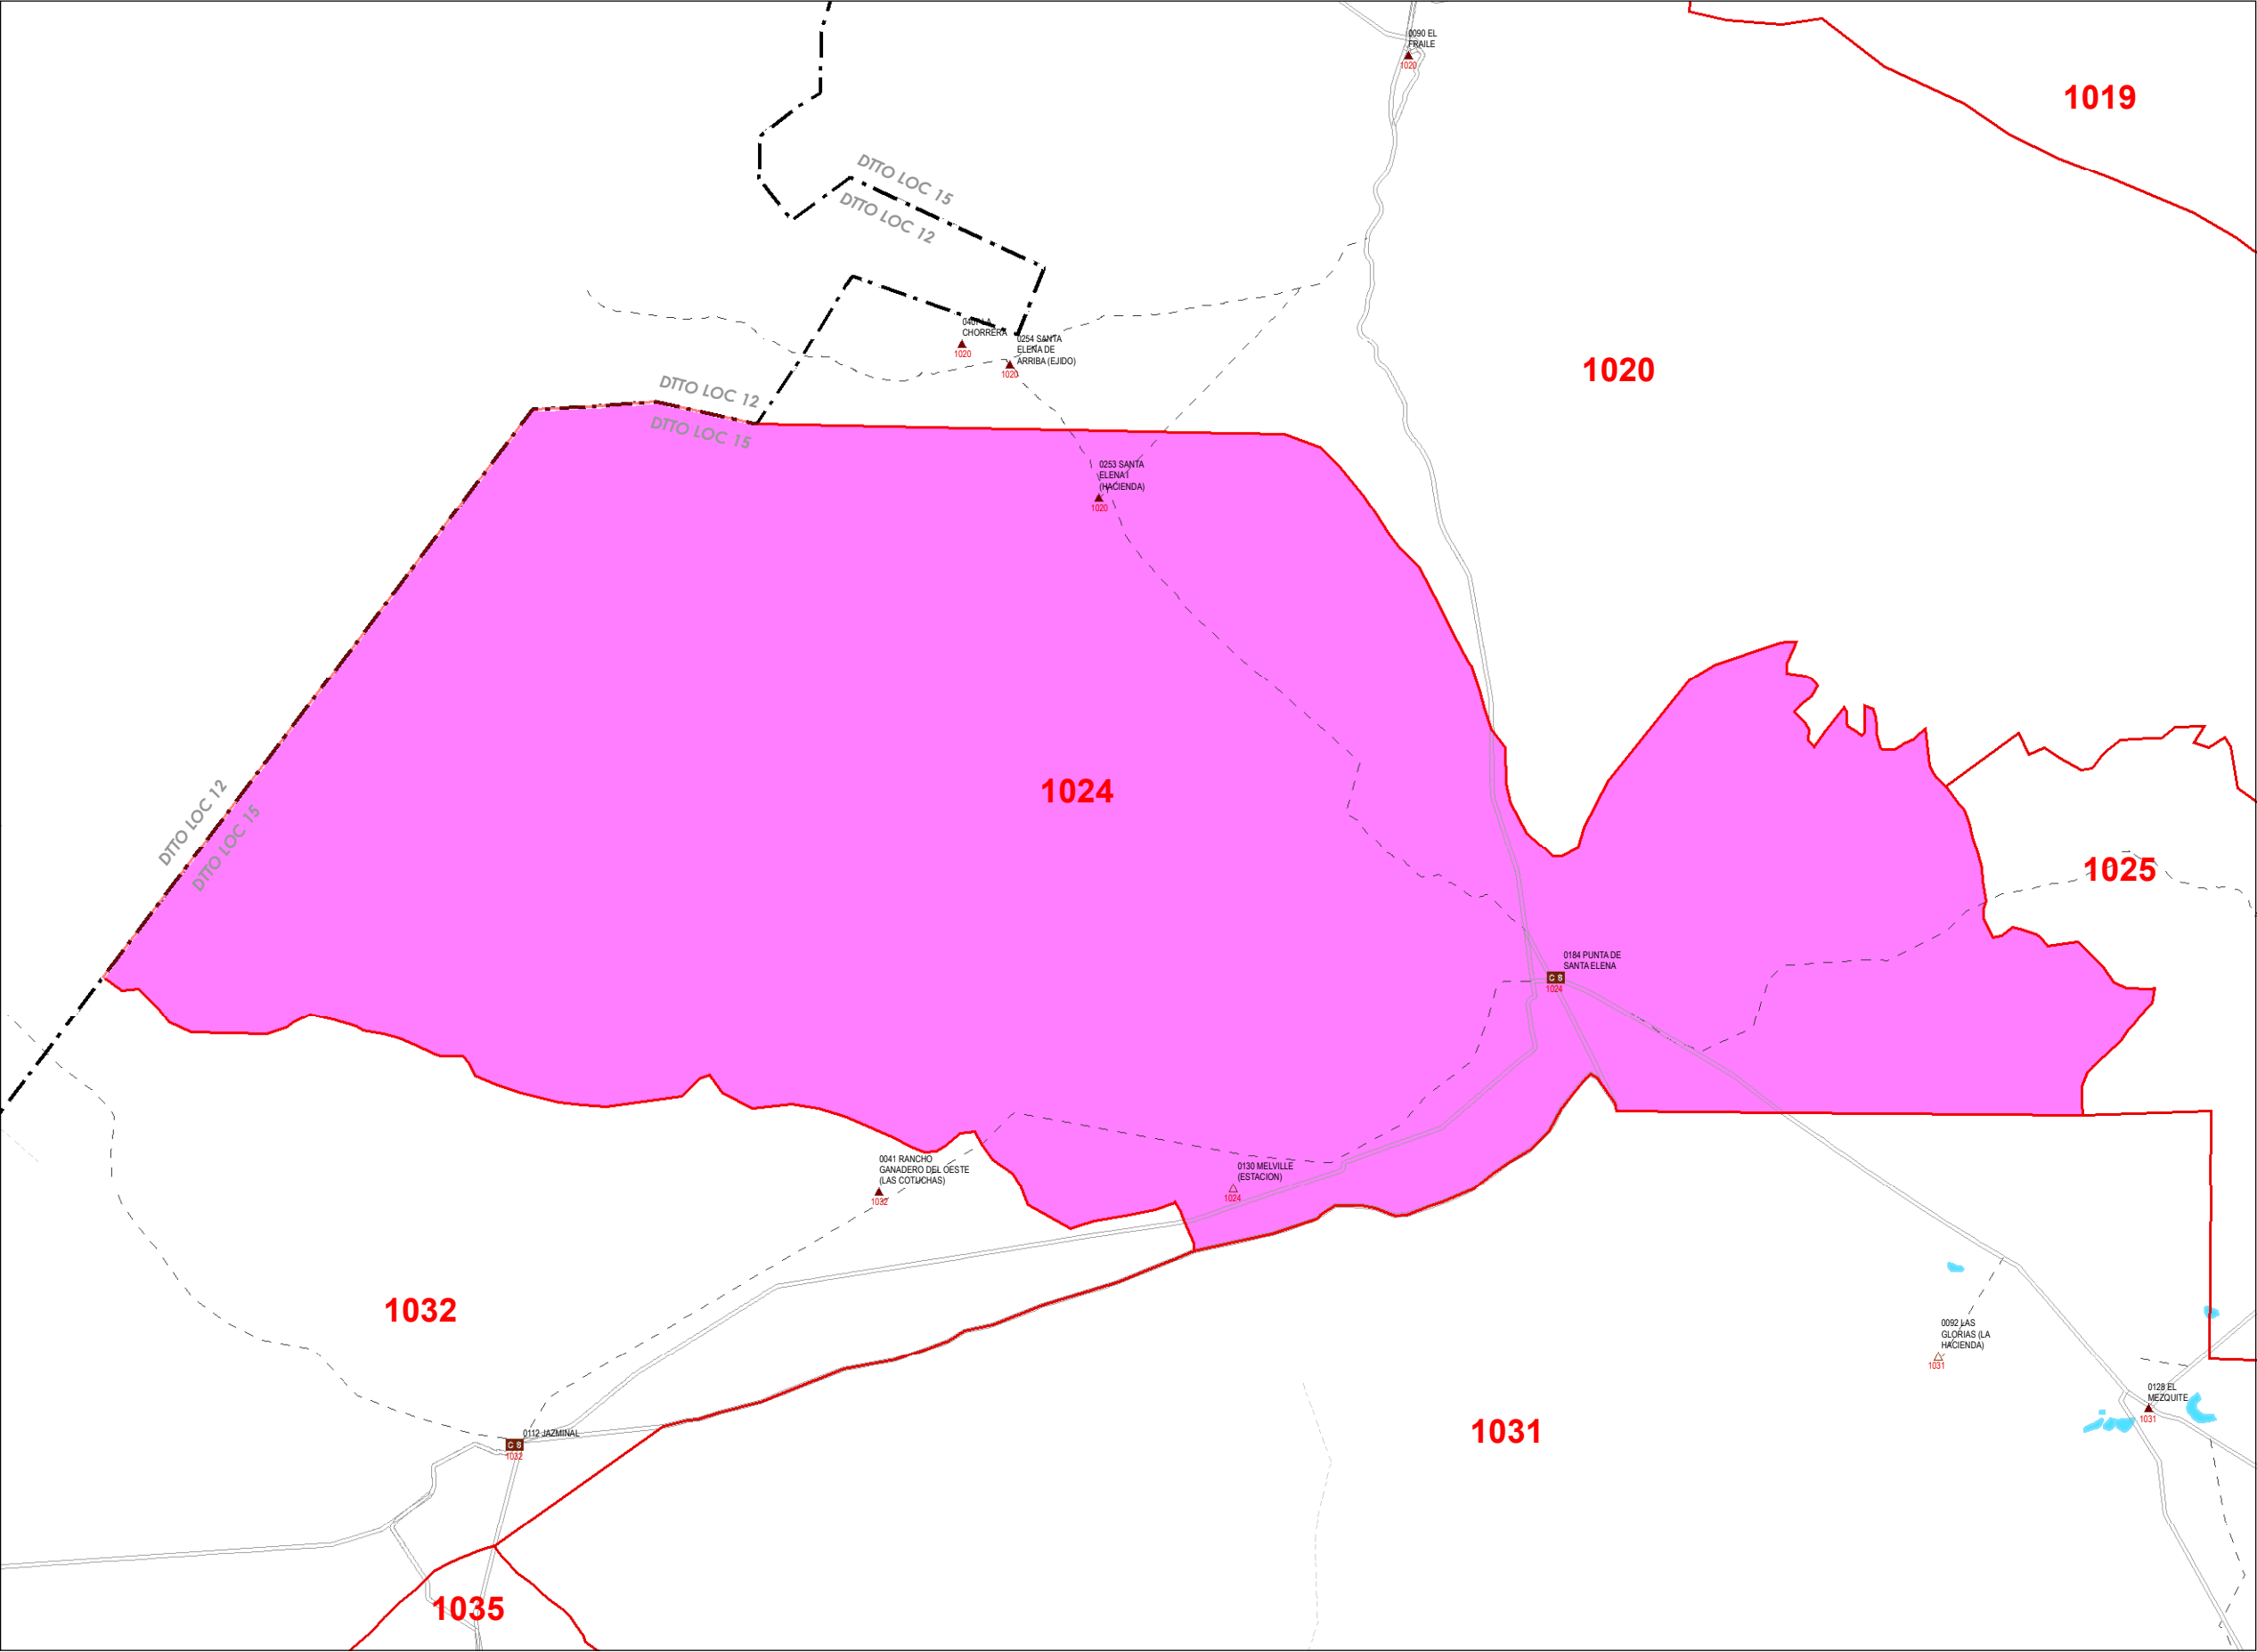 0090 EL
FRAILE
1020
1019
DTTO LOC 15
DTTO LOC 12
CHORRERA
1020
0254 SANTA
ELENA DE
ARRIBA (EJIDO)
1020
1020
DTTO LOC 12
DTTO LOC 15
0253 SANTA
ELENA I
(HACIENDA)
1020
1024
DTTO LOC 12
DTTO LOC 15
1025
0184 PUNTA DE
SANTA ELENA
C S
1024
0041 RANCHO
GANADERO DEL OESTE
(LAS COTUCHAS)
1032
0130 MELVILLE
(ESTACION)
1024
1032
0092 LAS
GLORIAS (LA
HACIENDA)
1031
0128 EL
MEZQUITE
1031
1031
0112 JAZMINAL
C S
1032
1035